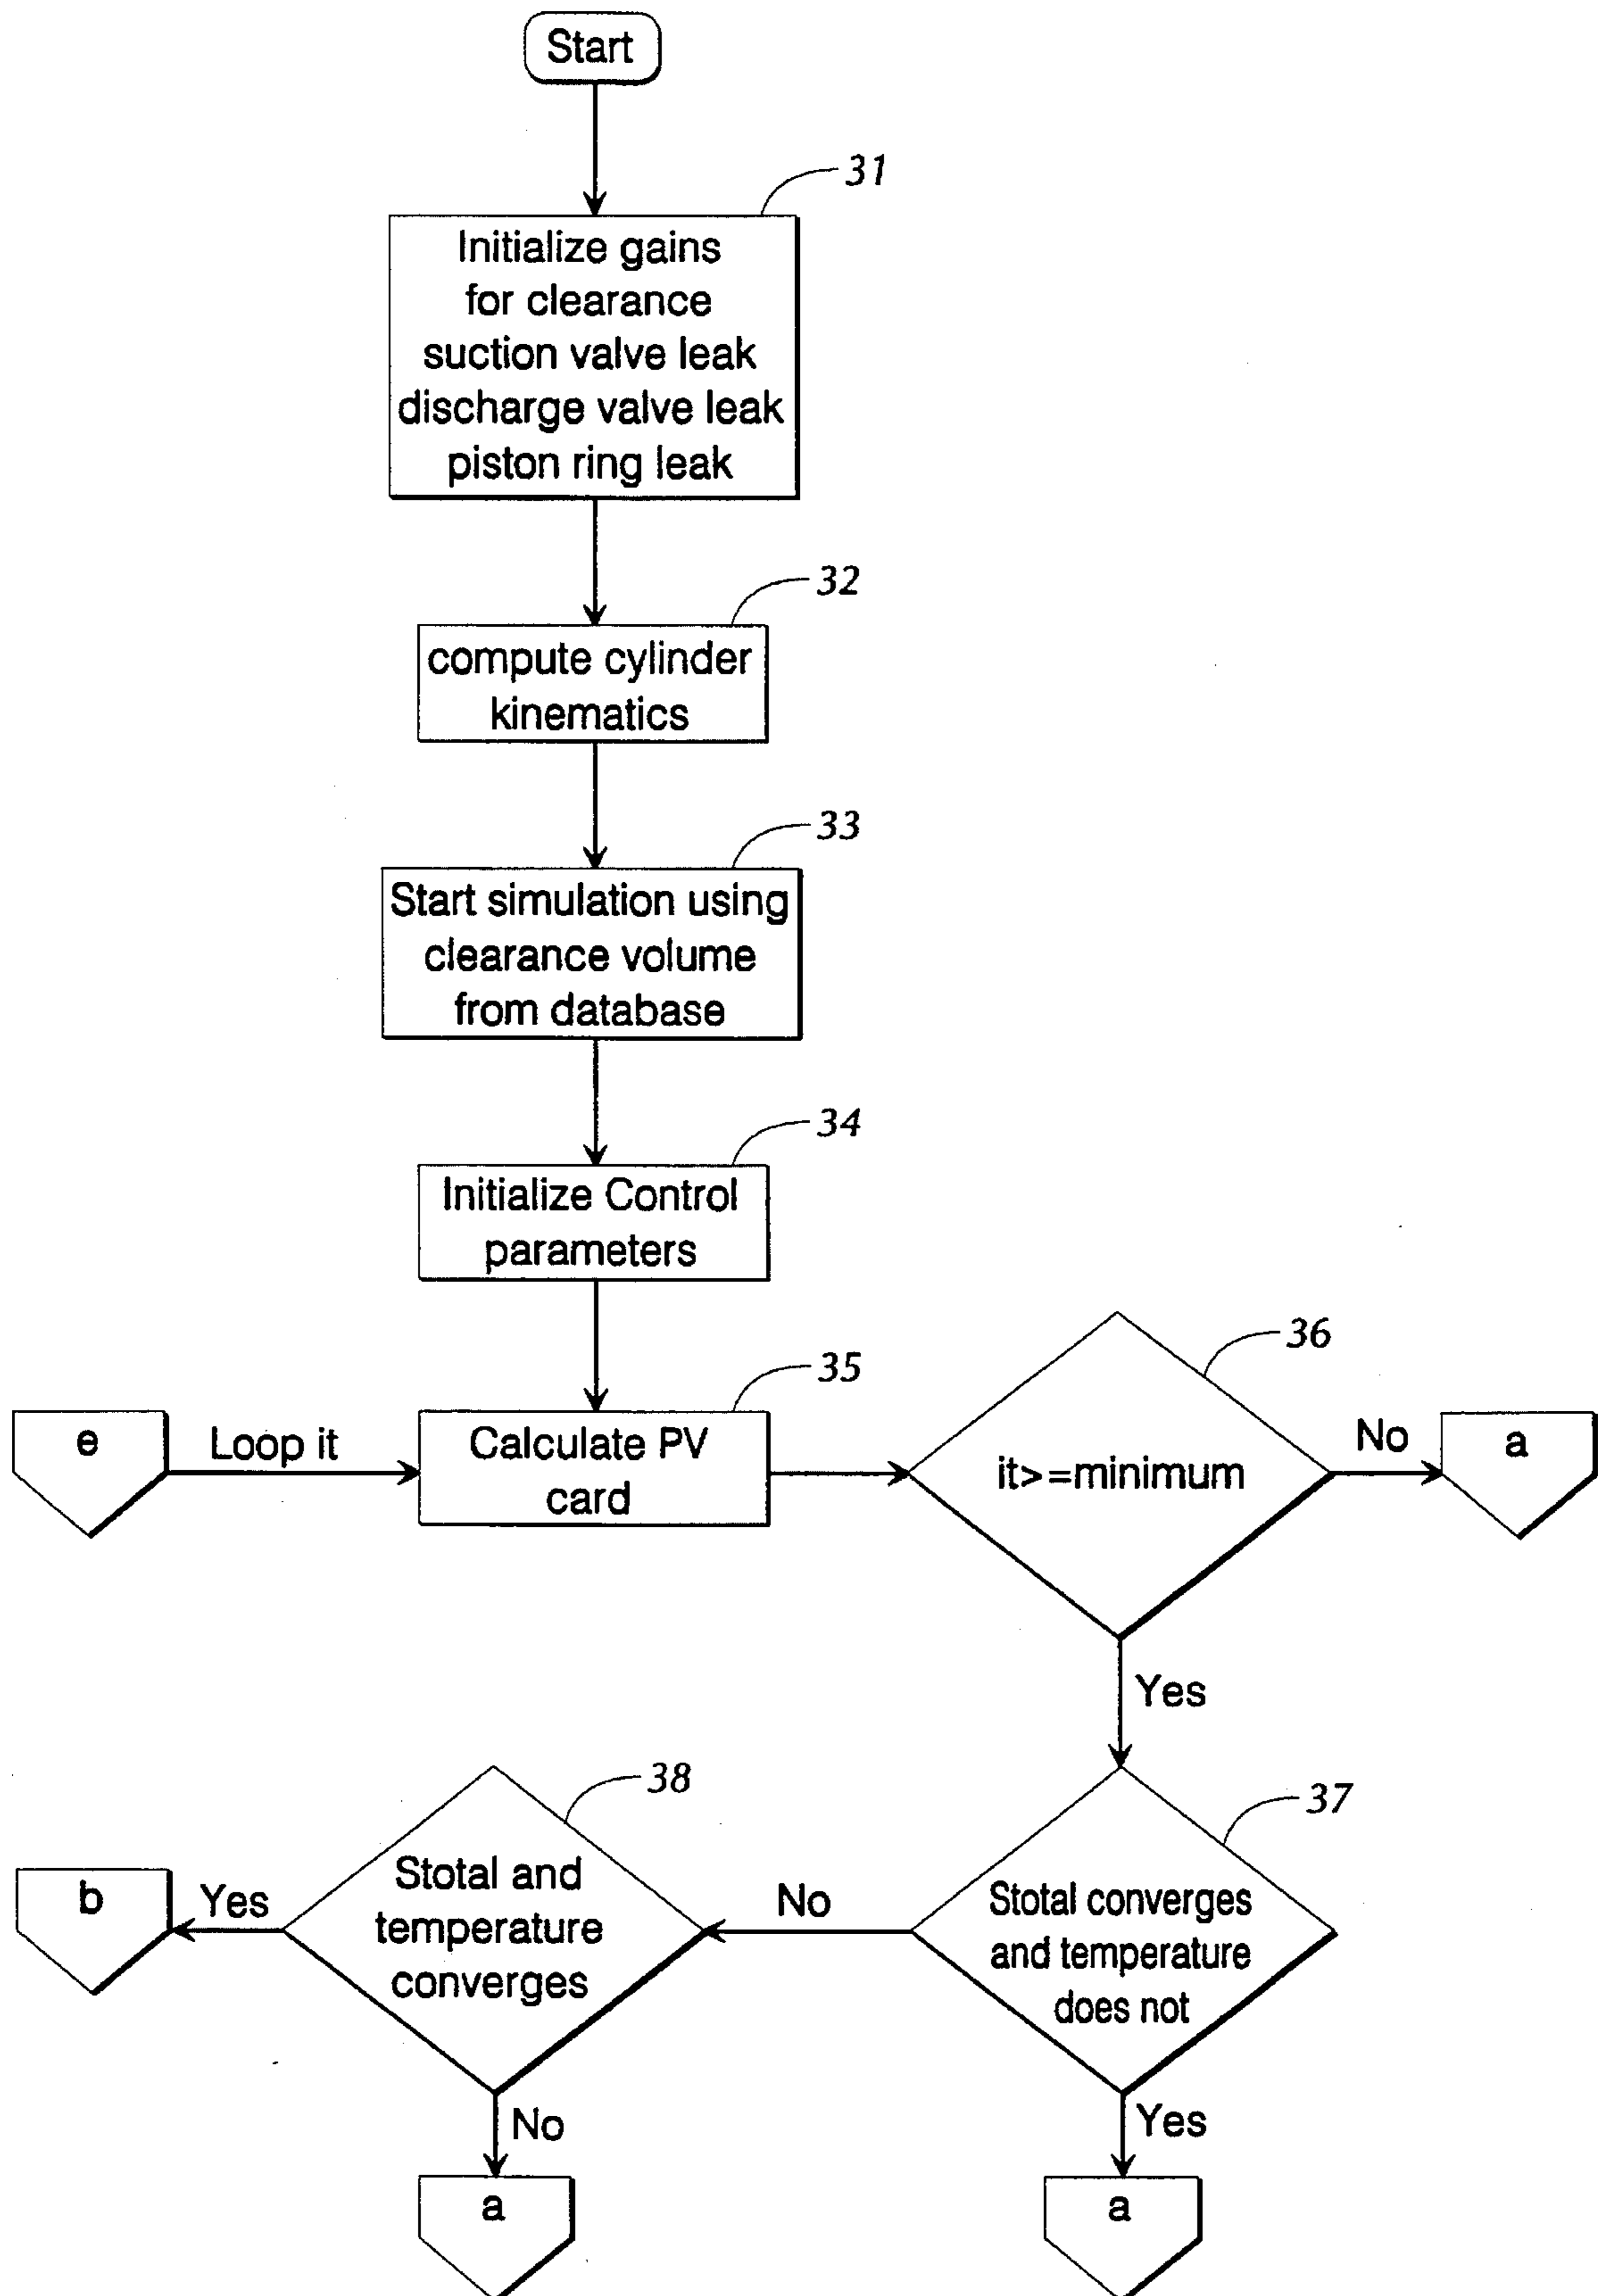 Start
31
Initialize gains
for clearance
suction valve leak
discharge valve leak
piston ring leak
32
compute cylinder
kinematics
33
Start simulation using
clearance volume
from database
34
Initialize Control
parameters
35
36
e
Loop it
Calculate PV
card
it>=minimum
No
a
Yes
38
37
b
Yes
Stotal and
temperature
converges
No
Stotal converges
and temperature
does not
No
Yes
a
a